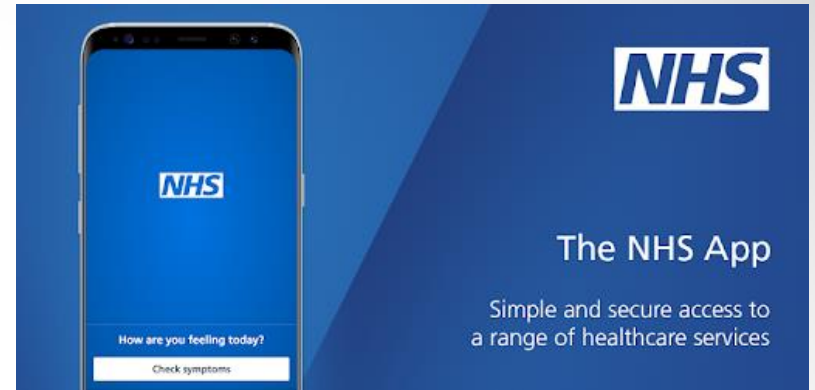 NHS
How are you feeling today?
Check symptoms
NHS
The NHS App
Simple and secure access to
a range of healthcare services